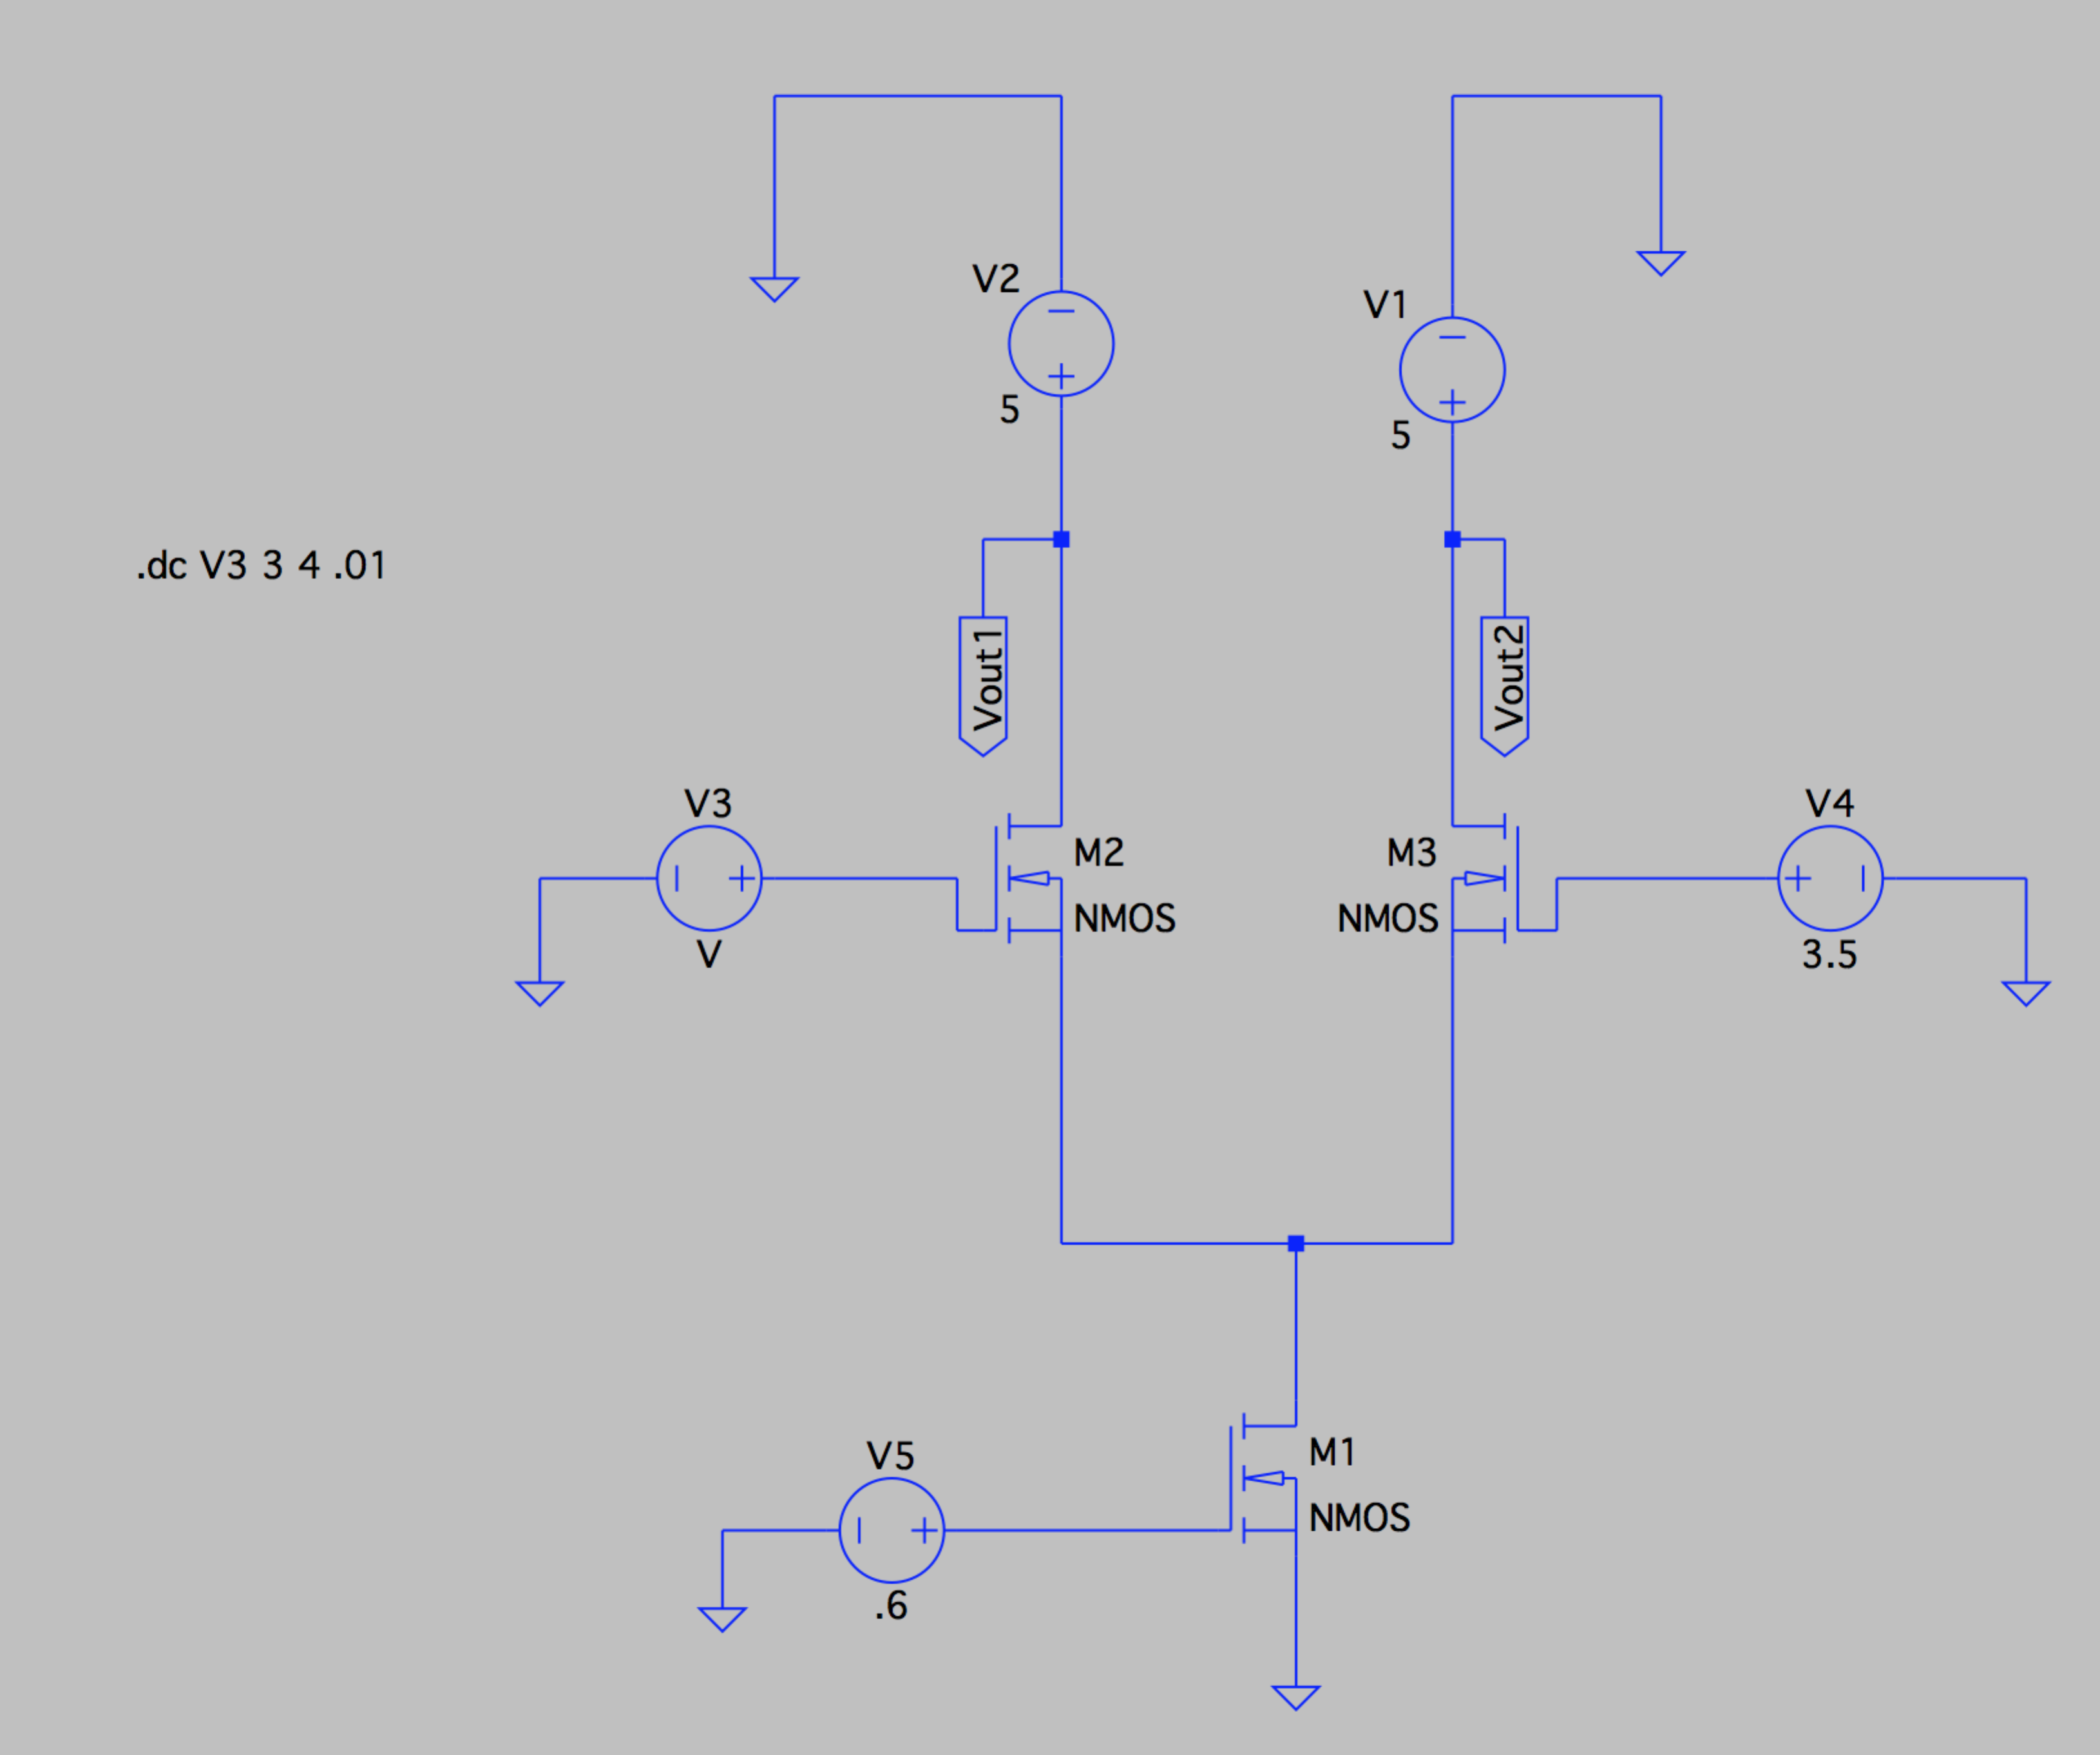 V2
V1
5
5
.dc V3 3 4 .01
Vout1
Vout2
V3
V4
M2
M3
NMOS
NMOS
V
3.5
V5
M1
NMOS
.6